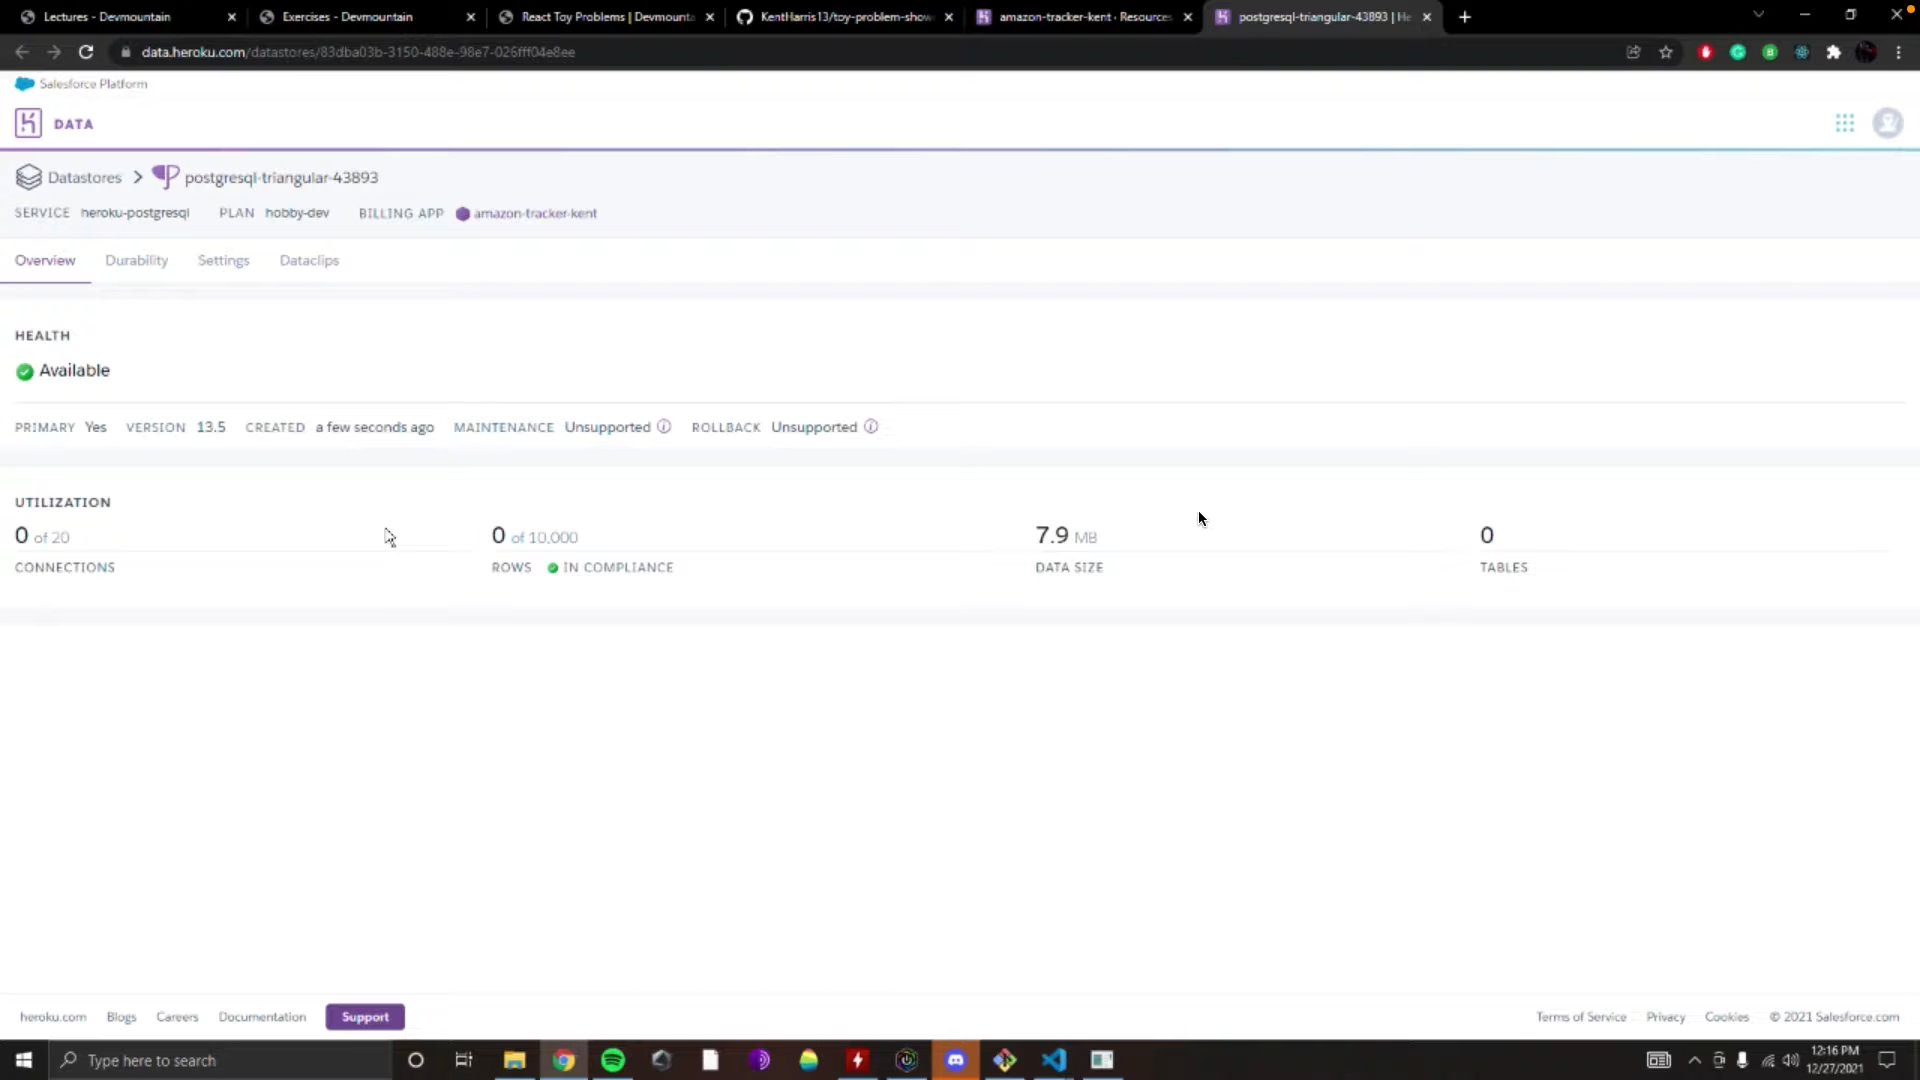 Lectures - Devmountain
Exercises - Devmountain
React Toy Problems | Devmounta
KentHarris13/toy-problem-show
amazon-tracker-kent · Resources
postgresql-triangular-43893 | He
data.heroku.com/datastores/83dba03b-3150-488e-98e7-026fff04e8ee
Salesforce Platform
DATA
Datastores > postgresql-triangular-43893
SERVICE heroku-postgresql PLAN hobby-dev BILLING APP amazon-tracker-kent
Overview Durability Settings Dataclips
HEALTH
Available
PRIMARY Yes VERSION 13.5 CREATED a few seconds ago MAINTENANCE Unsupported ROLLBACK Unsupported
UTILIZATION
0 of 20 0 of 10,000 7.9 MB 0
CONNECTIONS ROWS IN COMPLIANCE DATA SIZE TABLES
heroku.com Blogs Careers Documentation Support Terms of Service Privacy Cookies © 2021 Salesforce.com
Type here to search
12:16 PM
12/27/2021